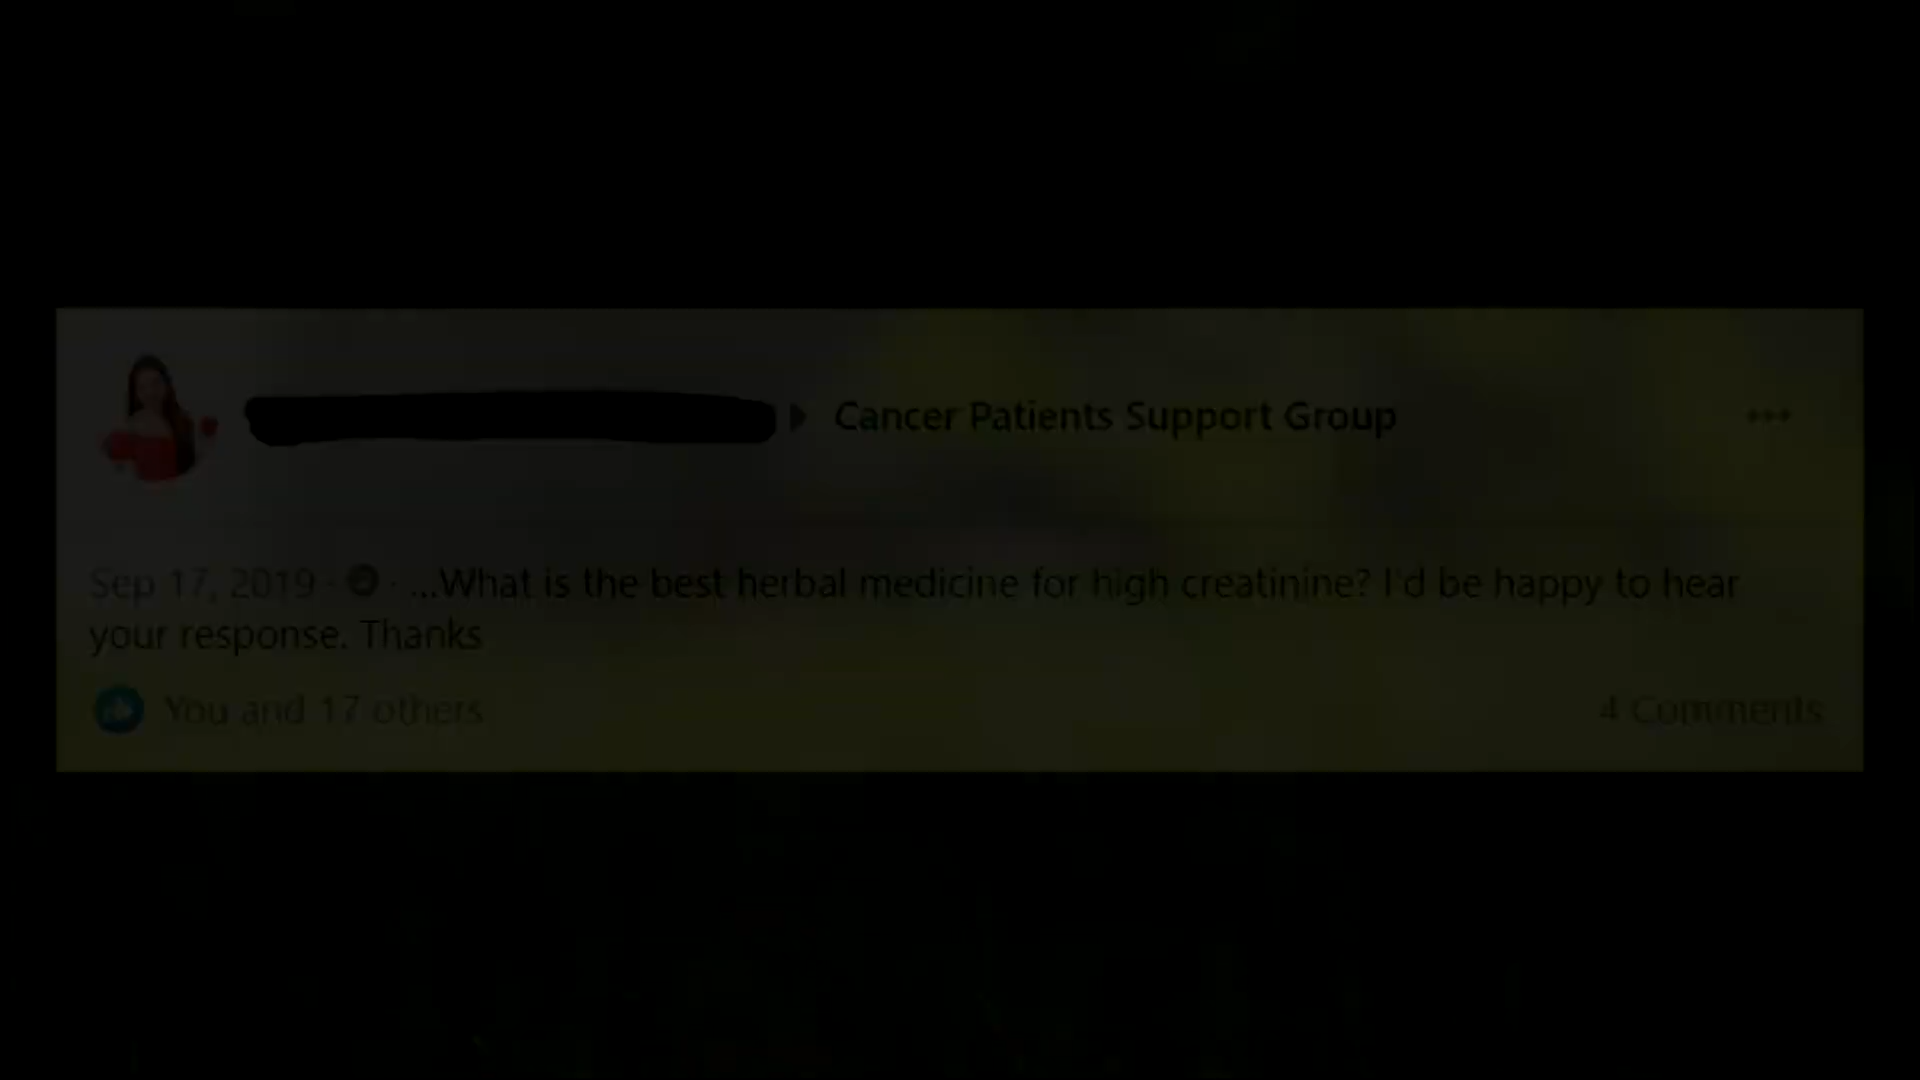 Cancer Patients Support Group
Sep 17, 2019 · ...What is the best herbal medicine for high creatinine? I'd be happy to hear
your response. Thanks
You and 17 others
4 Comments